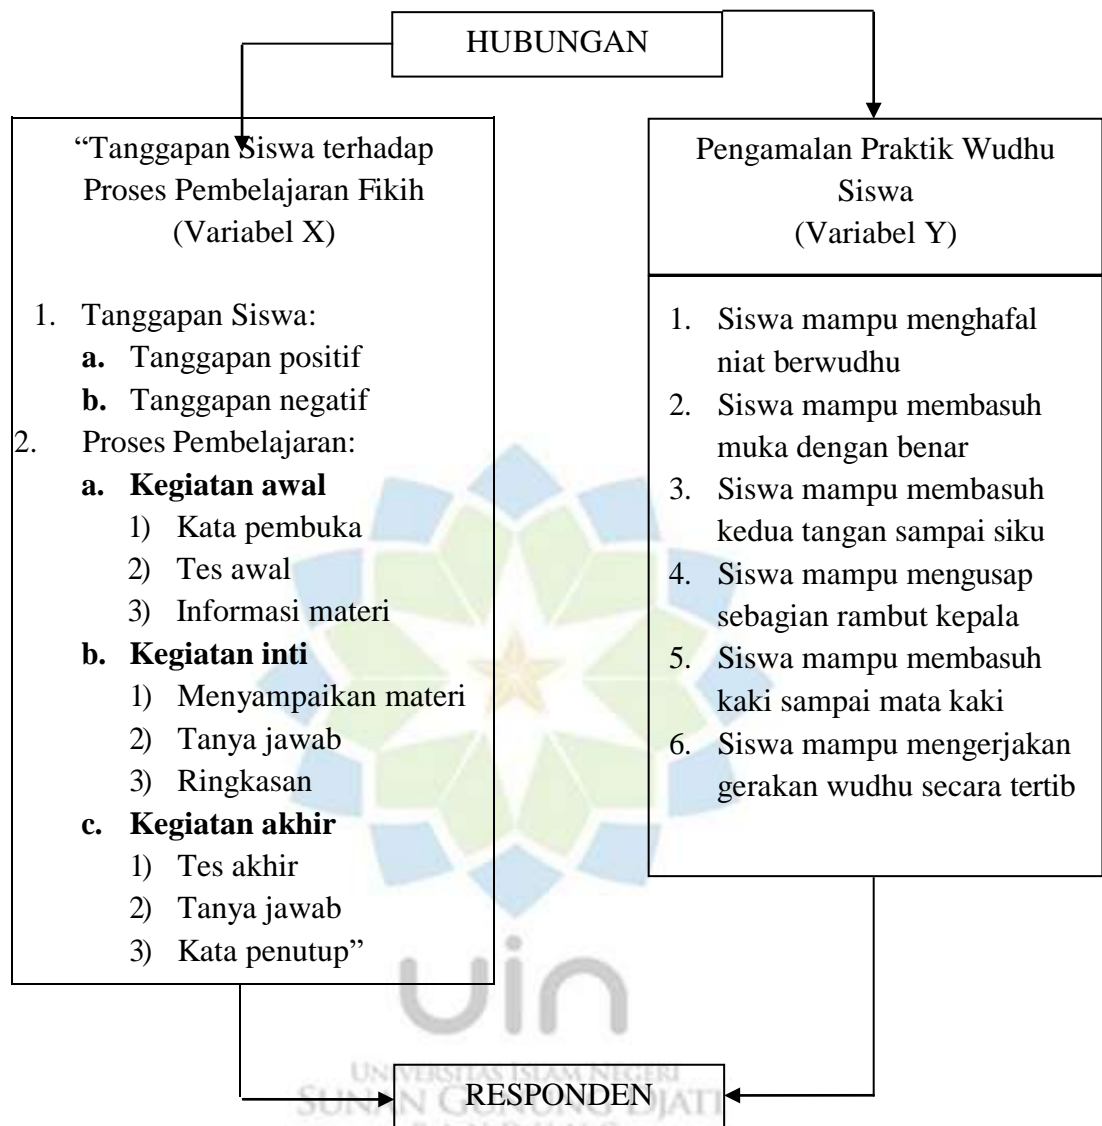 HUBUNGAN
“Tanggapan Siswa terhadap
Proses Pembelajaran Fikih
(Variabel X)
1. Tanggapan Siswa:
a. Tanggapan positif
b. Tanggapan negatif
2. Proses Pembelajaran:
a. Kegiatan awal
1) Kata pembuka
2) Tes awal
3) Informasi materi
b. Kegiatan inti
1) Menyampaikan materi
2) Tanya jawab
3) Ringkasan
c. Kegiatan akhir
1) Tes akhir
2) Tanya jawab
3) Kata penutup”
Pengamalan Praktik Wudhu
Siswa
(Variabel Y)
1. Siswa mampu menghafal
niat berwudhu
2. Siswa mampu membasuh
muka dengan benar
3. Siswa mampu membasuh
kedua tangan sampai siku
4. Siswa mampu mengusap
sebagian rambut kepala
5. Siswa mampu membasuh
kaki sampai mata kaki
6. Siswa mampu mengerjakan
gerakan wudhu secara tertib
uin
UNIVERSITAS ISLAM NEGERI
SUNAN GUNUNG DJATI
RESPONDEN